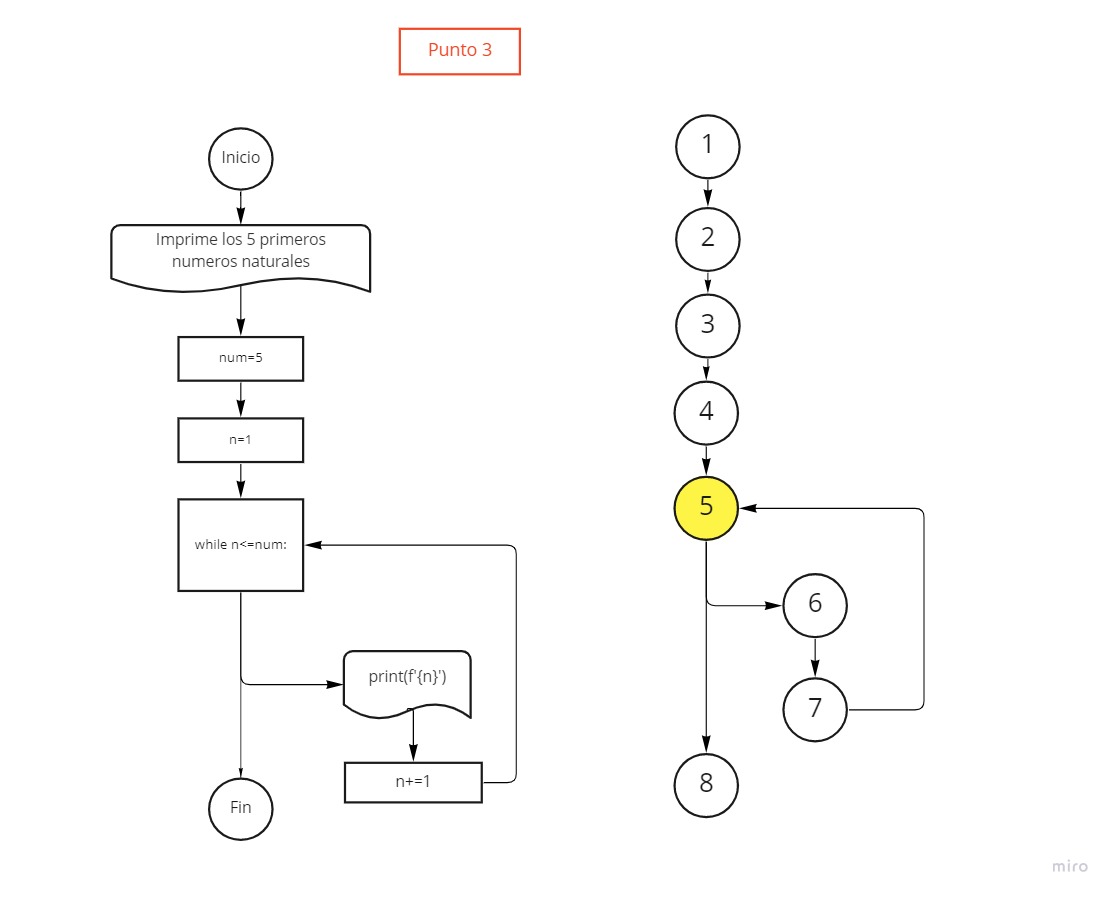 Punto 3
Inicio
Imprime los 5 primeros
numeros naturales
num=5
n=1
while n<=num:
print(f'{n}')
n+=1
Fin
1
2
3
4
5
6
7
8
miro